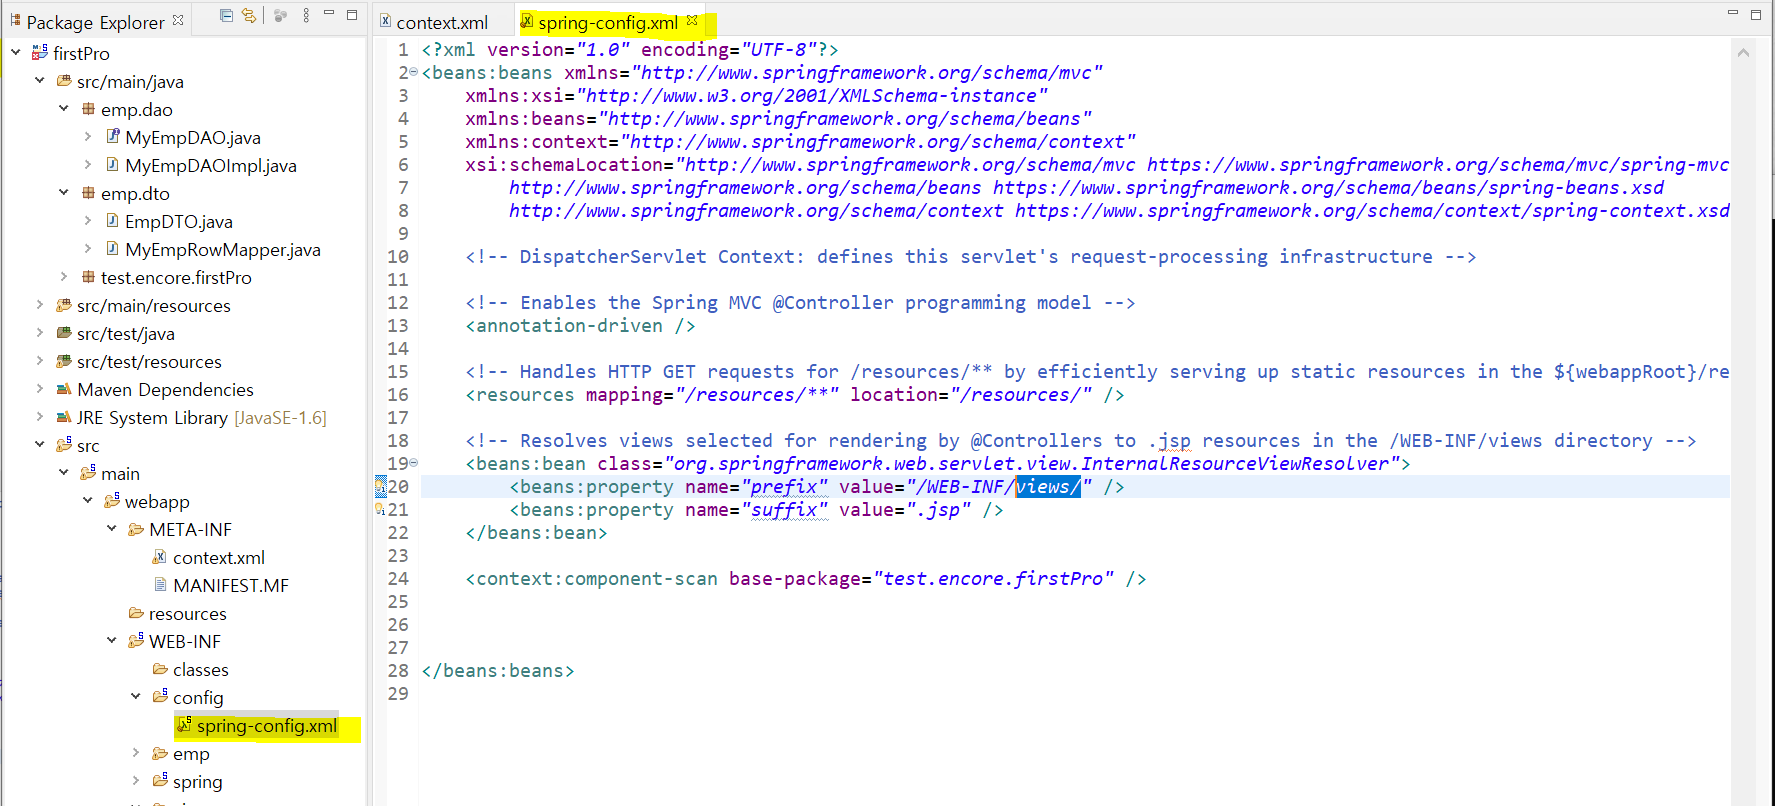 Package Explorer
firstPro
src/main/java
emp.dao
MyEmpDAO.java
MyEmpDAOImpl.java
emp.dto
EmpDTO.java
MyEmpRowMapper.java
test.encore.firstPro
src/main/resources
src/test/java
src/test/resources
Maven Dependencies
JRE System Library [JavaSE-1.6]
src
main
webapp
META-INF
context.xml
MANIFEST.MF
resources
WEB-INF
classes
config
spring-config.xml
emp
spring
context.xml
spring-config.xml
1 <?xml version="1.0" encoding="UTF-8"?>
2 <beans:beans xmlns="http://www.springframework.org/schema/mvc"
3 xmlns:xsi="http://www.w3.org/2001/XMLSchema-instance"
4 xmlns:beans="http://www.springframework.org/schema/beans"
5 xmlns:context="http://www.springframework.org/schema/context"
6 xsi:schemaLocation="http://www.springframework.org/schema/mvc https://www.springframework.org/schema/mvc/spring-mvc
7 http://www.springframework.org/schema/beans https://www.springframework.org/schema/beans/spring-beans.xsd
8 http://www.springframework.org/schema/context https://www.springframework.org/schema/context/spring-context.xsd
9
10 <!-- DispatcherServlet Context: defines this servlet's request-processing infrastructure -->
11
12 <!-- Enables the Spring MVC @Controller programming model -->
13 <annotation-driven />
14
15 <!-- Handles HTTP GET requests for /resources/** by efficiently serving up static resources in the ${webappRoot}/re
16 <resources mapping="/resources/**" location="/resources/" />
17
18 <!-- Resolves views selected for rendering by @Controllers to .jsp resources in the /WEB-INF/views directory -->
19 <beans:bean class="org.springframework.web.servlet.view.InternalResourceViewResolver">
20 <beans:property name="prefix" value="/WEB-INF/views/" />
21 <beans:property name="suffix" value=".jsp" />
22 </beans:bean>
23
24 <context:component-scan base-package="test.encore.firstPro" />
25
26
27
28 </beans:beans>
29